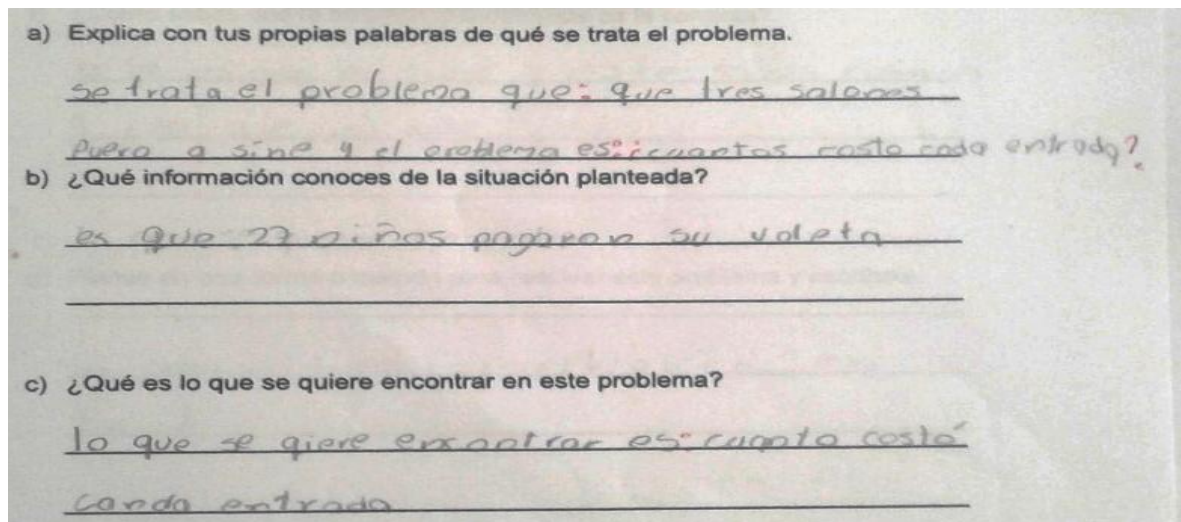 a) Explica con tus propias palabras de qué se trata el problema.
se trata el problema que: que tres salones
Puero a sine y el problema es: ¿cuantos costo cada entrada?
b) ¿Qué información conoces de la situación planteada?
es que 27 niños pagaron su voleta
c) ¿Qué es lo que se quiere encontrar en este problema?
lo que se qiere encontrar es: cuanto costó
canda entrada